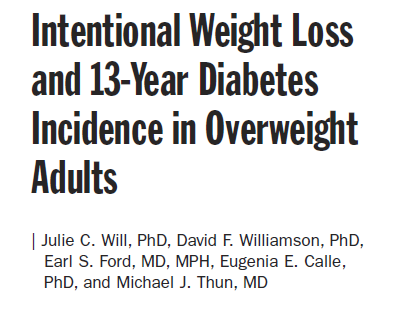 Intentional Weight Loss
and 13-Year Diabetes
Incidence in Overweight
Adults
| Julie C. Will, PhD, David F. Williamson, PhD,
Earl S. Ford, MD, MPH, Eugenia E. Calle,
PhD, and Michael J. Thun, MD